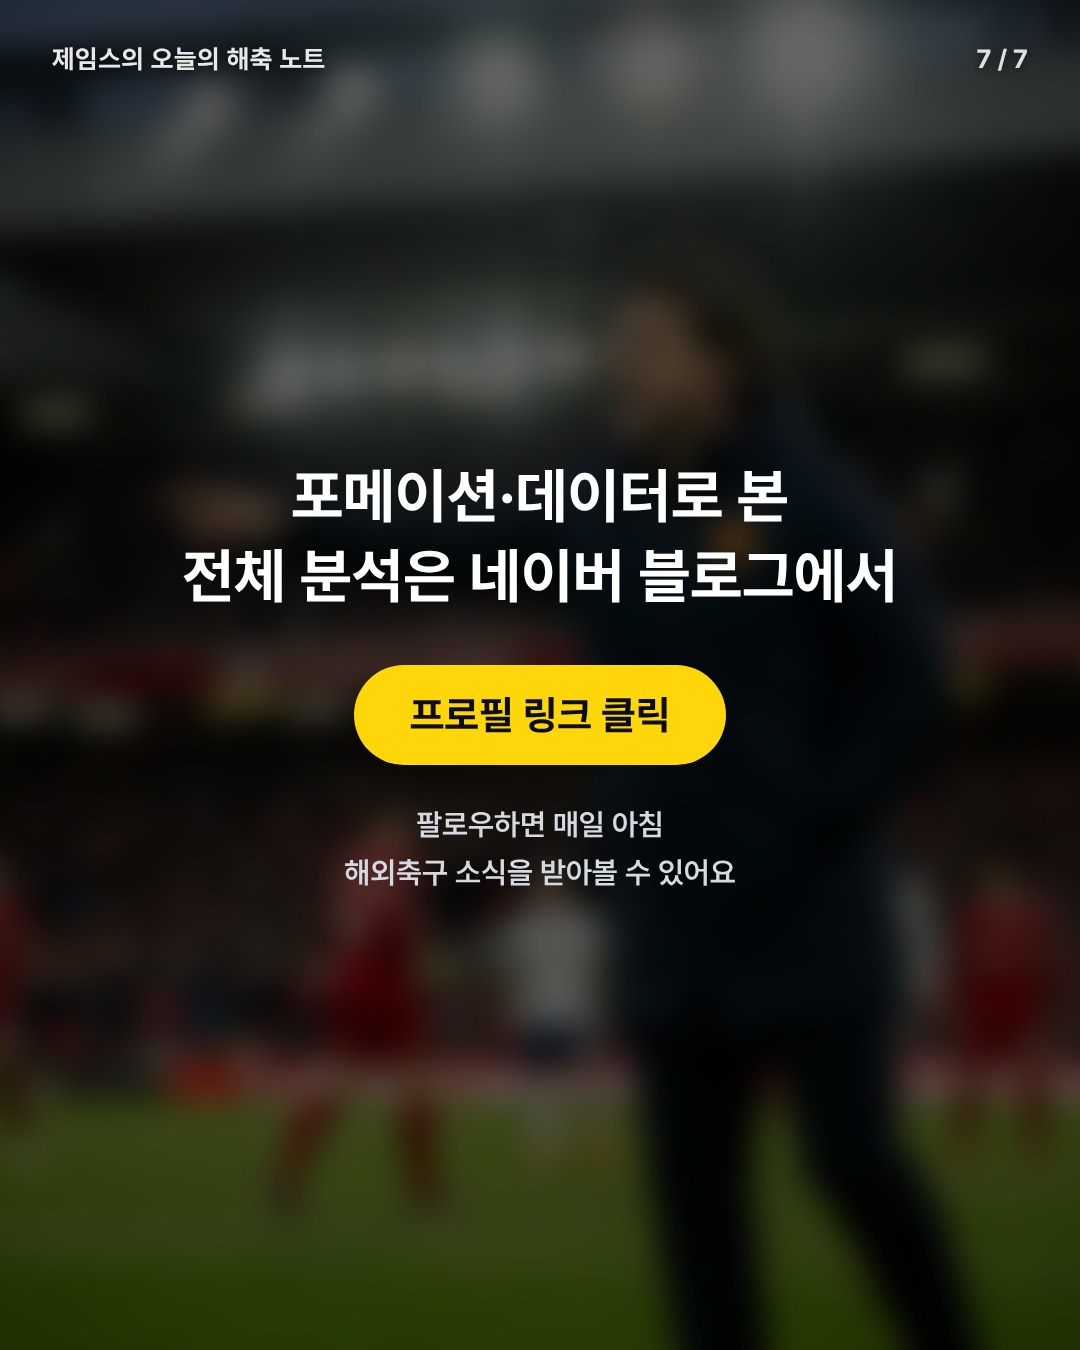 제임스의 오늘의 해축 노트
7 / 7
포메이션·데이터로 본
전체 분석은 네이버 블로그에서
프로필 링크 클릭
팔로우하면 매일 아침
해외축구 소식을 받아볼 수 있어요